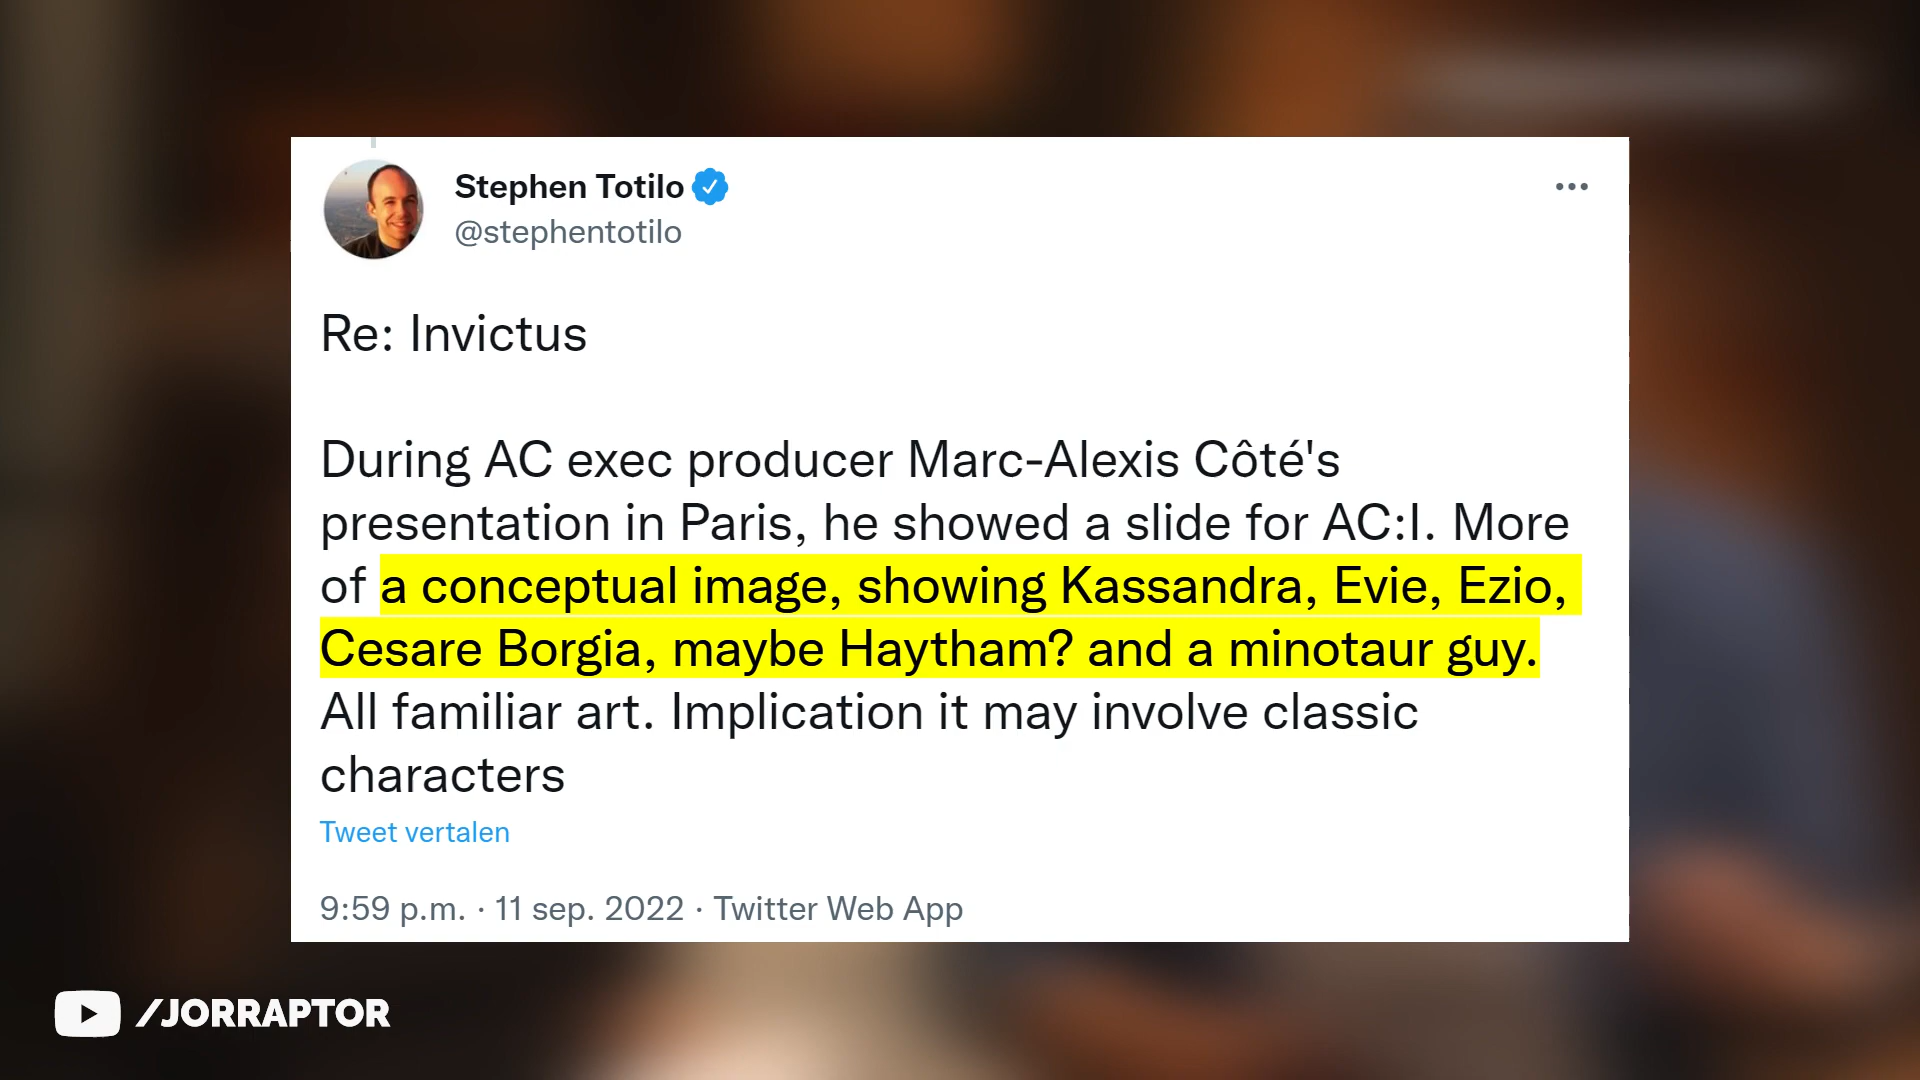 Stephen Totilo
@stephentotilo
Re: Invictus
During AC exec producer Marc-Alexis Côté's
presentation in Paris, he showed a slide for AC:I. More
of a conceptual image, showing Kassandra, Evie, Ezio,
Cesare Borgia, maybe Haytham? and a minotaur guy.
All familiar art. Implication it may involve classic
characters
Tweet vertalen
9:59 p.m. · 11 sep. 2022 · Twitter Web App
/JORRAPTOR